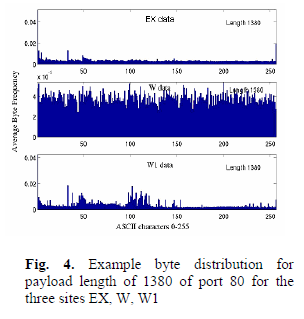 EX data
Length 1380
0.04
0.02
0
50 100 150 200 250
x 10
W data
Length 1380
4
2
0
50 100 150 200 250
Average Byte Frequency
0.04
W1 data
Length 1380
0.02
0
50 100 150 200 250
ASCII characters 0-255
Fig. 4. Example byte distribution for
payload length of 1380 of port 80 for the
three sites EX, W, W1